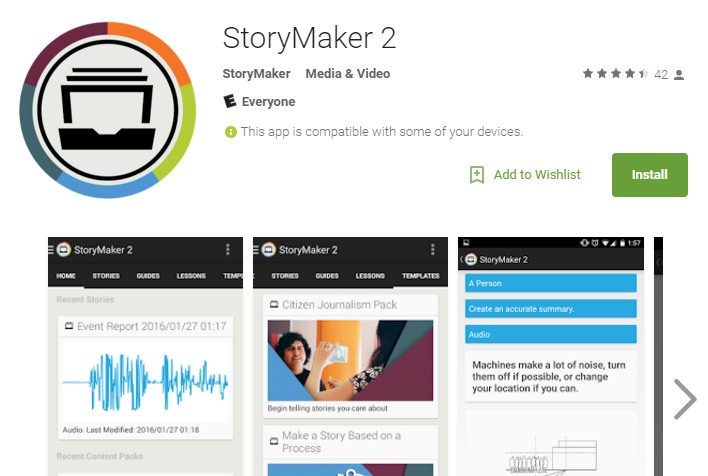 StoryMaker 2
StoryMaker Media & Video
42
E Everyone
This app is compatible with some of your devices.
Add to Wishlist
Install
StoryMaker 2
HOME STORIES GUIDES LESSONS TEMPL
Recent Stories
Event Report 2016/01/27 01:17
Audio. Last Modified: 2016/01/27 01:18
Recent Content Packs
StoryMaker 2
STORIES GUIDES LESSONS TEMPLATES
Citizen Journalism Pack
Begin telling stories you care about
Make a Story Based on a
Process
1:57
StoryMaker 2
A Person
Create an accurate summary.
Audio
Machines make a lot of noise, turn
them off if possible, or change
your location if you can.